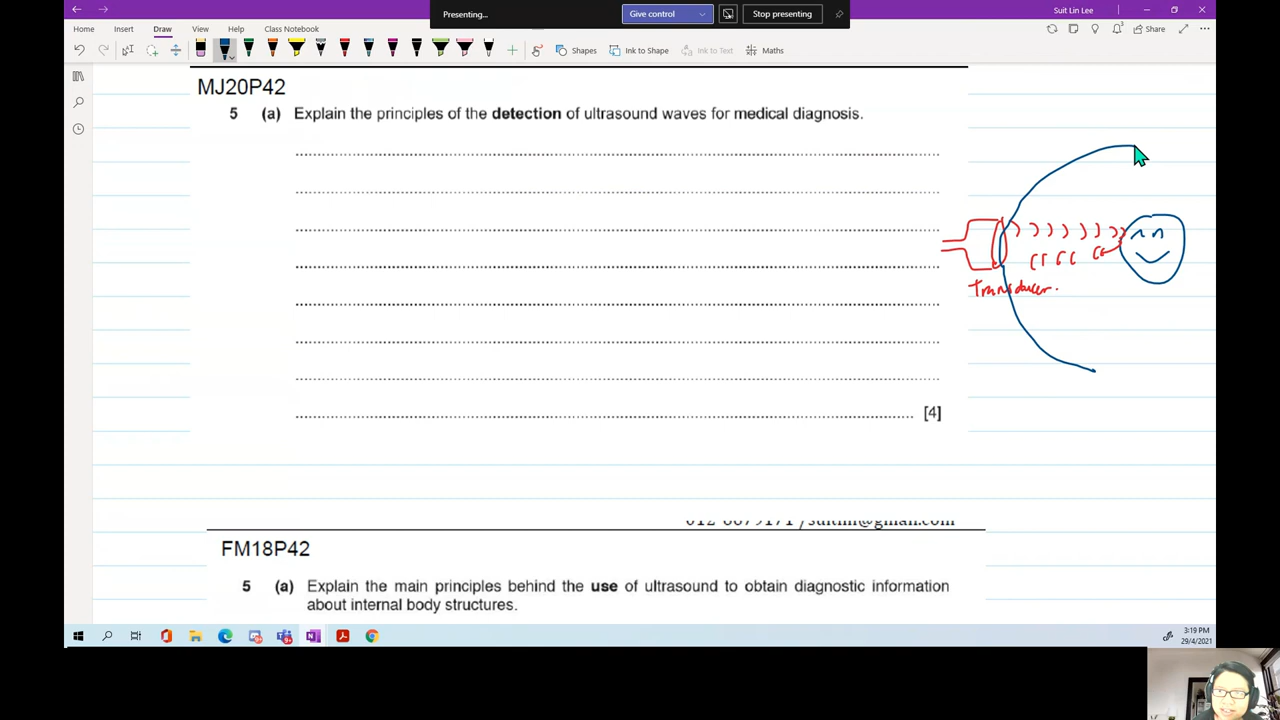 Suit Lin Lee
Presenting...
Give control
Stop presenting
Home
Insert
Draw
View
Help
Class Notebook
Share
Shapes
Ink to Shape
Ink to Text
Maths
MJ20P42
5 (a) Explain the principles of the detection of ultrasound waves for medical diagnosis.
Transducer.
[4]
FM18P42
5 (a) Explain the main principles behind the use of ultrasound to obtain diagnostic information
about internal body structures.
3:19 PM
29/4/2021